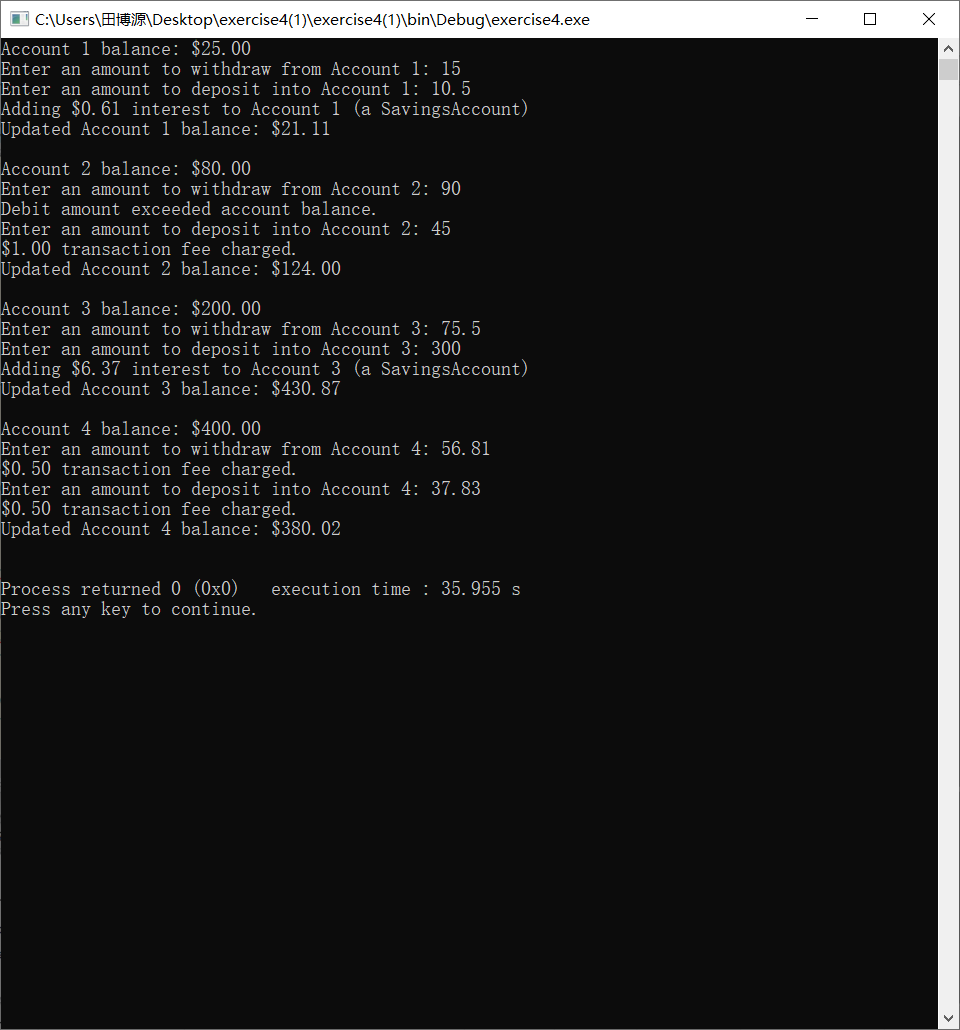 C:\Users\田博源\Desktop\exercise4(1)\exercise4(1)\bin\Debug\exercise4.exe
Account 1 balance: $25.00
Enter an amount to withdraw from Account 1: 15
Enter an amount to deposit into Account 1: 10.5
Adding $0.61 interest to Account 1 (a SavingsAccount)
Updated Account 1 balance: $21.11
Account 2 balance: $80.00
Enter an amount to withdraw from Account 2: 90
Debit amount exceeded account balance.
Enter an amount to deposit into Account 2: 45
$1.00 transaction fee charged.
Updated Account 2 balance: $124.00
Account 3 balance: $200.00
Enter an amount to withdraw from Account 3: 75.5
Enter an amount to deposit into Account 3: 300
Adding $6.37 interest to Account 3 (a SavingsAccount)
Updated Account 3 balance: $430.87
Account 4 balance: $400.00
Enter an amount to withdraw from Account 4: 56.81
$0.50 transaction fee charged.
Enter an amount to deposit into Account 4: 37.83
$0.50 transaction fee charged.
Updated Account 4 balance: $380.02
Process returned 0 (0x0)   execution time : 35.955 s
Press any key to continue.